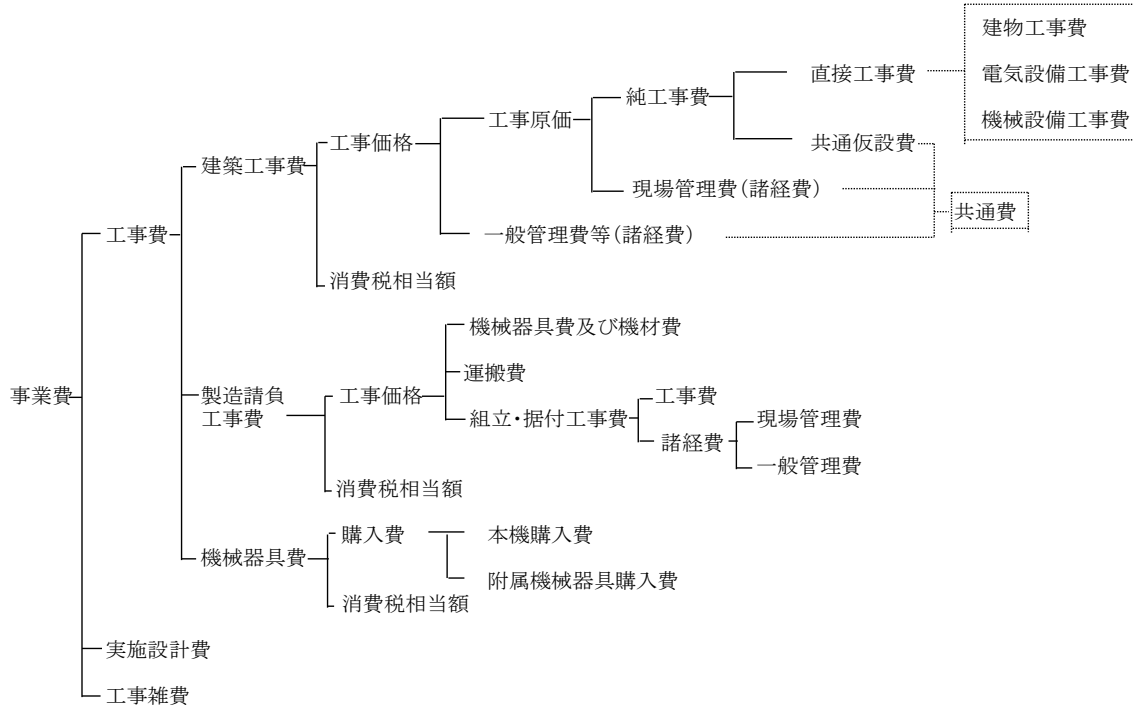 建物工事費
直接工事費
電気設備工事費
純工事費
工事原価
機械設備工事費
工事価格
共通仮設費
建築工事費
現場管理費(諸経費)
共通費
工事費
一般管理費等(諸経費)
消費税相当額
機械器具費及び機材費
運搬費
事業費
製造請負
工事費
工事価格
工事費
組立・据付工事費
現場管理費
諸経費
一般管理費
消費税相当額
購入費
本機購入費
機械器具費
附属機械器具購入費
消費税相当額
実施設計費
工事雑費